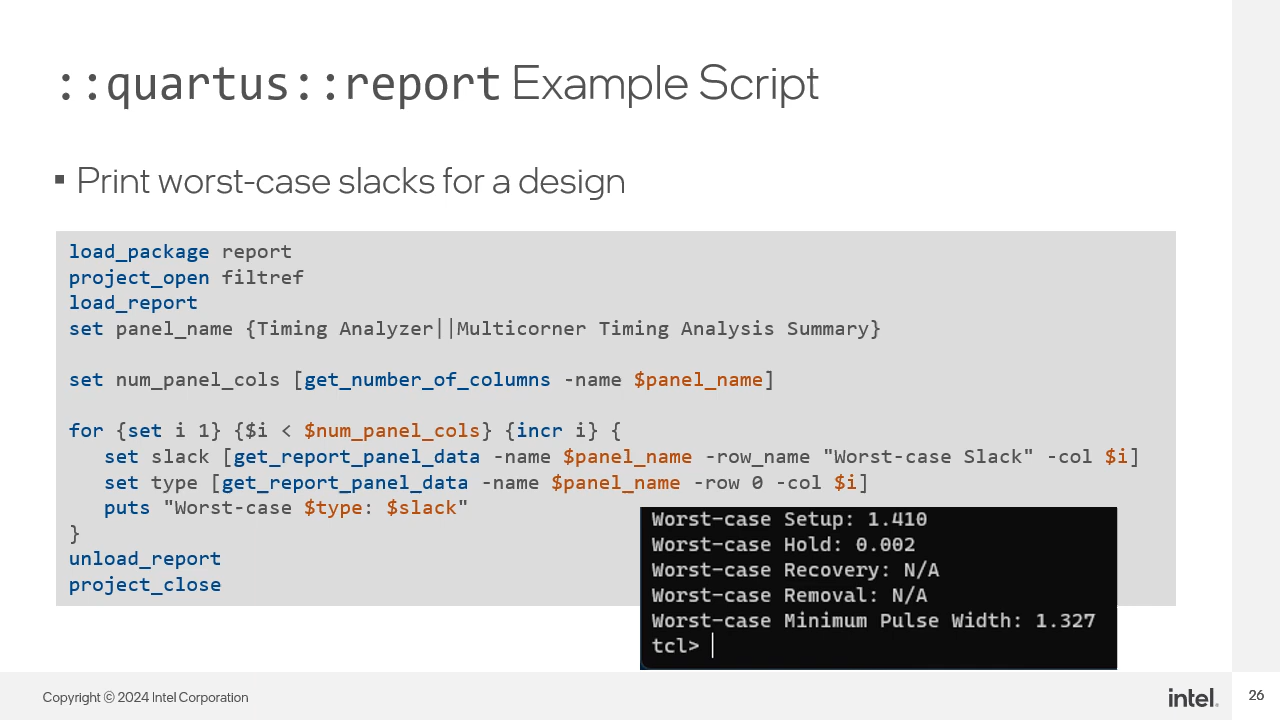 ::quartus::report Example Script
▪ Print worst-case slacks for a design
load_package report
project_open filtref
load_report
set panel_name {Timing Analyzer||Multicorner Timing Analysis Summary}
set num_panel_cols [get_number_of_columns -name $panel_name]
for {set i 1} {$i < $num_panel_cols} {incr i} {
   set slack [get_report_panel_data -name $panel_name -row_name "Worst-case Slack" -col $i]
   set type [get_report_panel_data -name $panel_name -row 0 -col $i]
   puts "Worst-case $type: $slack"
}
unload_report
project_close
Worst-case Setup: 1.410
Worst-case Hold: 0.002
Worst-case Recovery: N/A
Worst-case Removal: N/A
Worst-case Minimum Pulse Width: 1.327
tcl>
Copyright © 2024 Intel Corporation
intel.
26